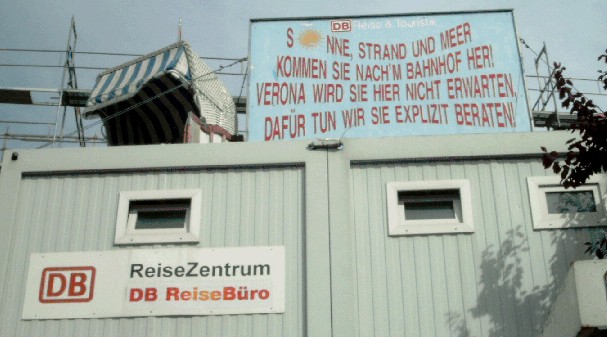 DB Reise & Touristik
SONNE, STRAND UND MEER
KOMMEN SIE NACH'M BAHNHOF HER!
VERONA WIRD SIE HIER NICHT ERWARTEN,
DAFÜR TUN WIR SIE EXPLIZIT BERATEN!
DB ReiseZentrum
DB ReiseBüro